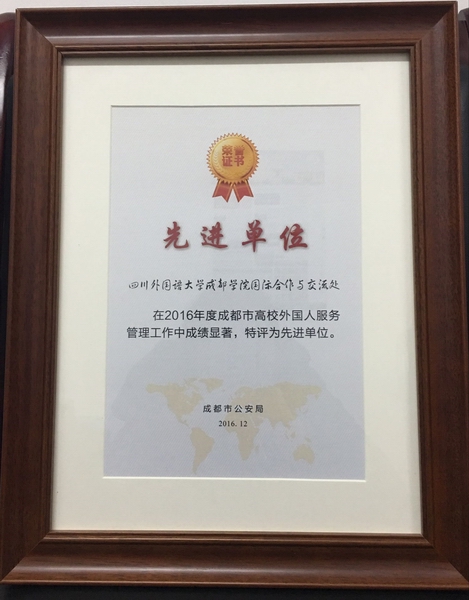 荣誉
证书
先进单位
四川外国语大学成都学院国际合作与交流处
在2016年度成都市高校外国人服务
管理工作中成绩显著，特评为先进单位。
成都市公安局
2016.12